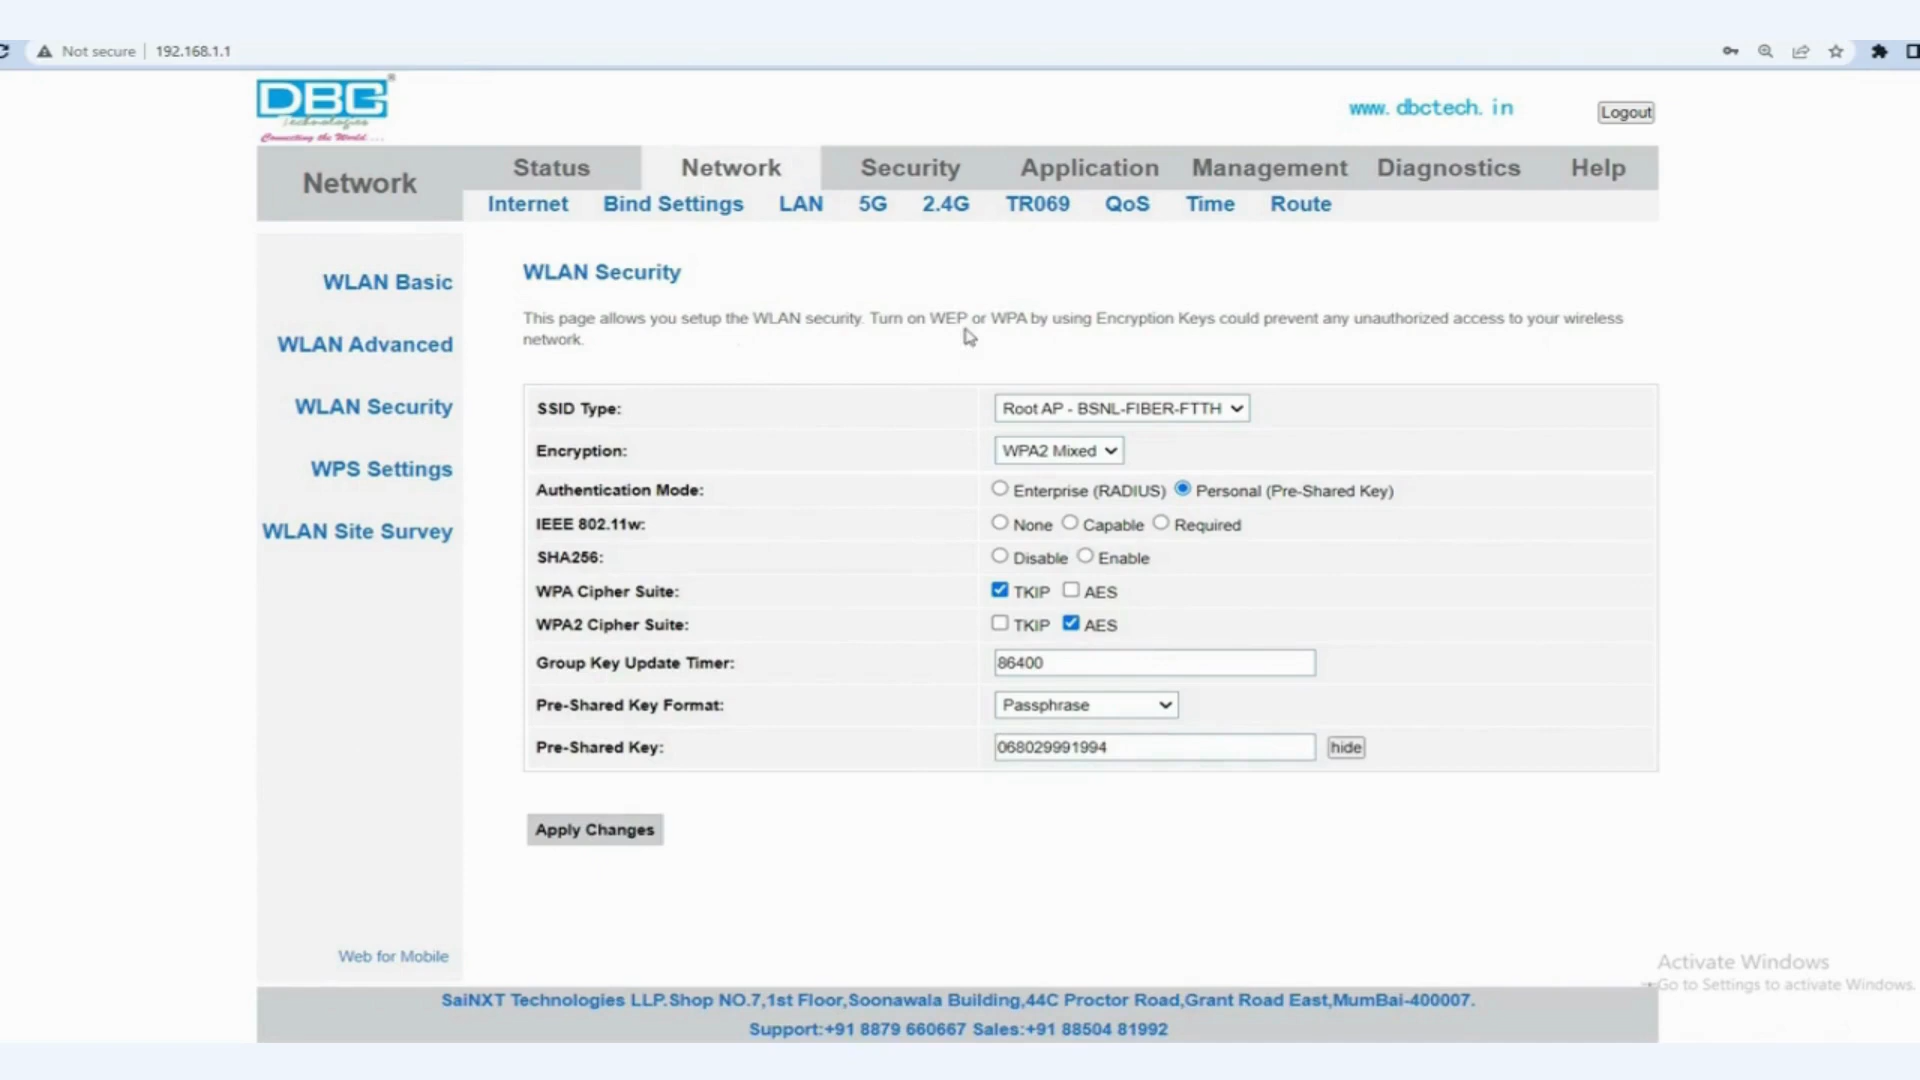 Not secure 192.168.1.1
DBC
Technologies
Connecting the World....
www.dbctech.in
Logout
Network
Status Network Security Application Management Diagnostics Help
Internet Bind Settings LAN 5G 2.4G TR069 QoS Time Route
WLAN Basic
WLAN Advanced
WLAN Security
WPS Settings
WLAN Site Survey
Web for Mobile
WLAN Security
This page allows you setup the WLAN security. Turn on WEP or WPA by using Encryption Keys could prevent any unauthorized access to your wireless
network.
SSID Type: Root AP - BSNL-FIBER-FTTH
Encryption: WPA2 Mixed
Authentication Mode: Enterprise (RADIUS) Personal (Pre-Shared Key)
IEEE 802.11w: None Capable Required
SHA256: Disable Enable
WPA Cipher Suite: TKIP AES
WPA2 Cipher Suite: TKIP AES
Group Key Update Timer: 86400
Pre-Shared Key Format: Passphrase
Pre-Shared Key: 068029991994 hide
Apply Changes
Activate Windows
Go to Settings to activate Windows.
SaiNXT Technologies LLP.Shop NO.7,1st Floor,Soonawala Building,44C Proctor Road,Grant Road East,MumBai-400007.
Support:+91 8879 660667 Sales:+91 88504 81992